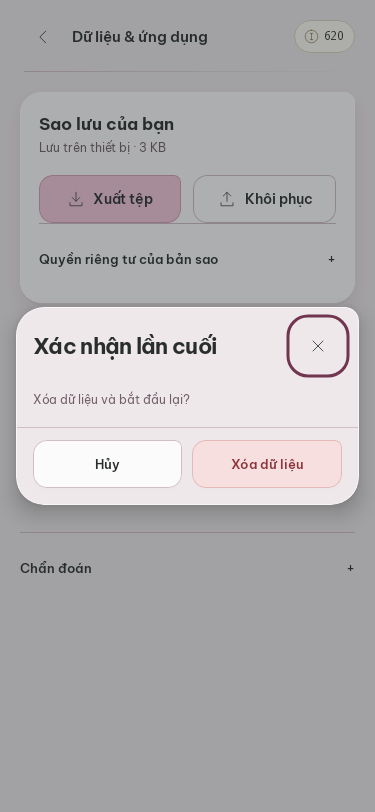 Dữ liệu & ứng dụng
620
Sao lưu của bạn
Lưu trên thiết bị · 3 KB
Xuất tệp
Khôi phục
Quyền riêng tư của bản sao
+
Xác nhận lần cuối
Xóa dữ liệu và bắt đầu lại?
Hủy
Xóa dữ liệu
Chẩn đoán
+